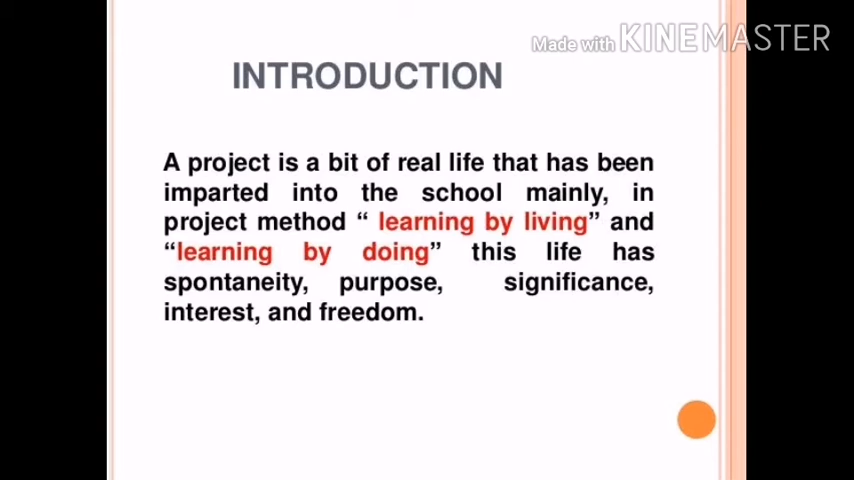 Made with KINEMASTER
INTRODUCTION
A project is a bit of real life that has been
imparted into the school mainly, in
project method “ learning by living” and
“learning by doing” this life has
spontaneity, purpose, significance,
interest, and freedom.